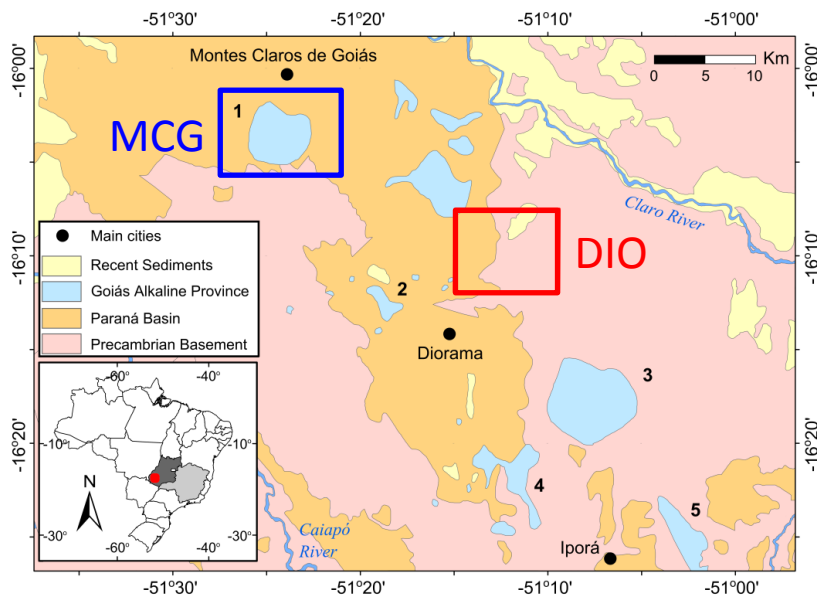 -51°30' -51°20' -51°10' -51°00'
-16°00'
-16°10'
-16°20'
Montes Claros de Goiás
Km
0 5 10
1
MCG
Claro River
DIO
2
Diorama
3
4
5
Iporá
Caiapó
River
Main cities
Recent Sediments
Goiás Alkaline Province
Paraná Basin
Precambrian Basement
-60° -40°
-10° -10°
N
-30° -30°
-60° -40°
-16°00'
-16°10'
-16°20'
-51°30' -51°20' -51°10' -51°00'